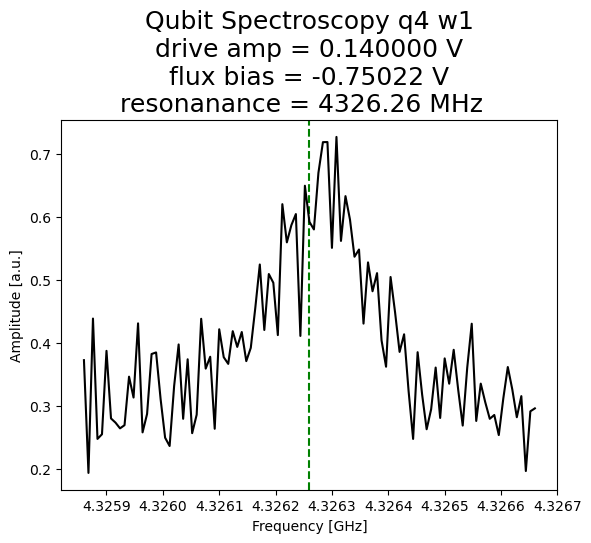 Qubit Spectroscopy q4 w1
drive amp = 0.140000 V
flux bias = -0.75022 V
resonanance = 4326.26 MHz
0.7
0.6
0.5
0.4
0.3
0.2
Amplitude [a.u.]
4.3259 4.3260 4.3261 4.3262 4.3263 4.3264 4.3265 4.3266 4.3267
Frequency [GHz]